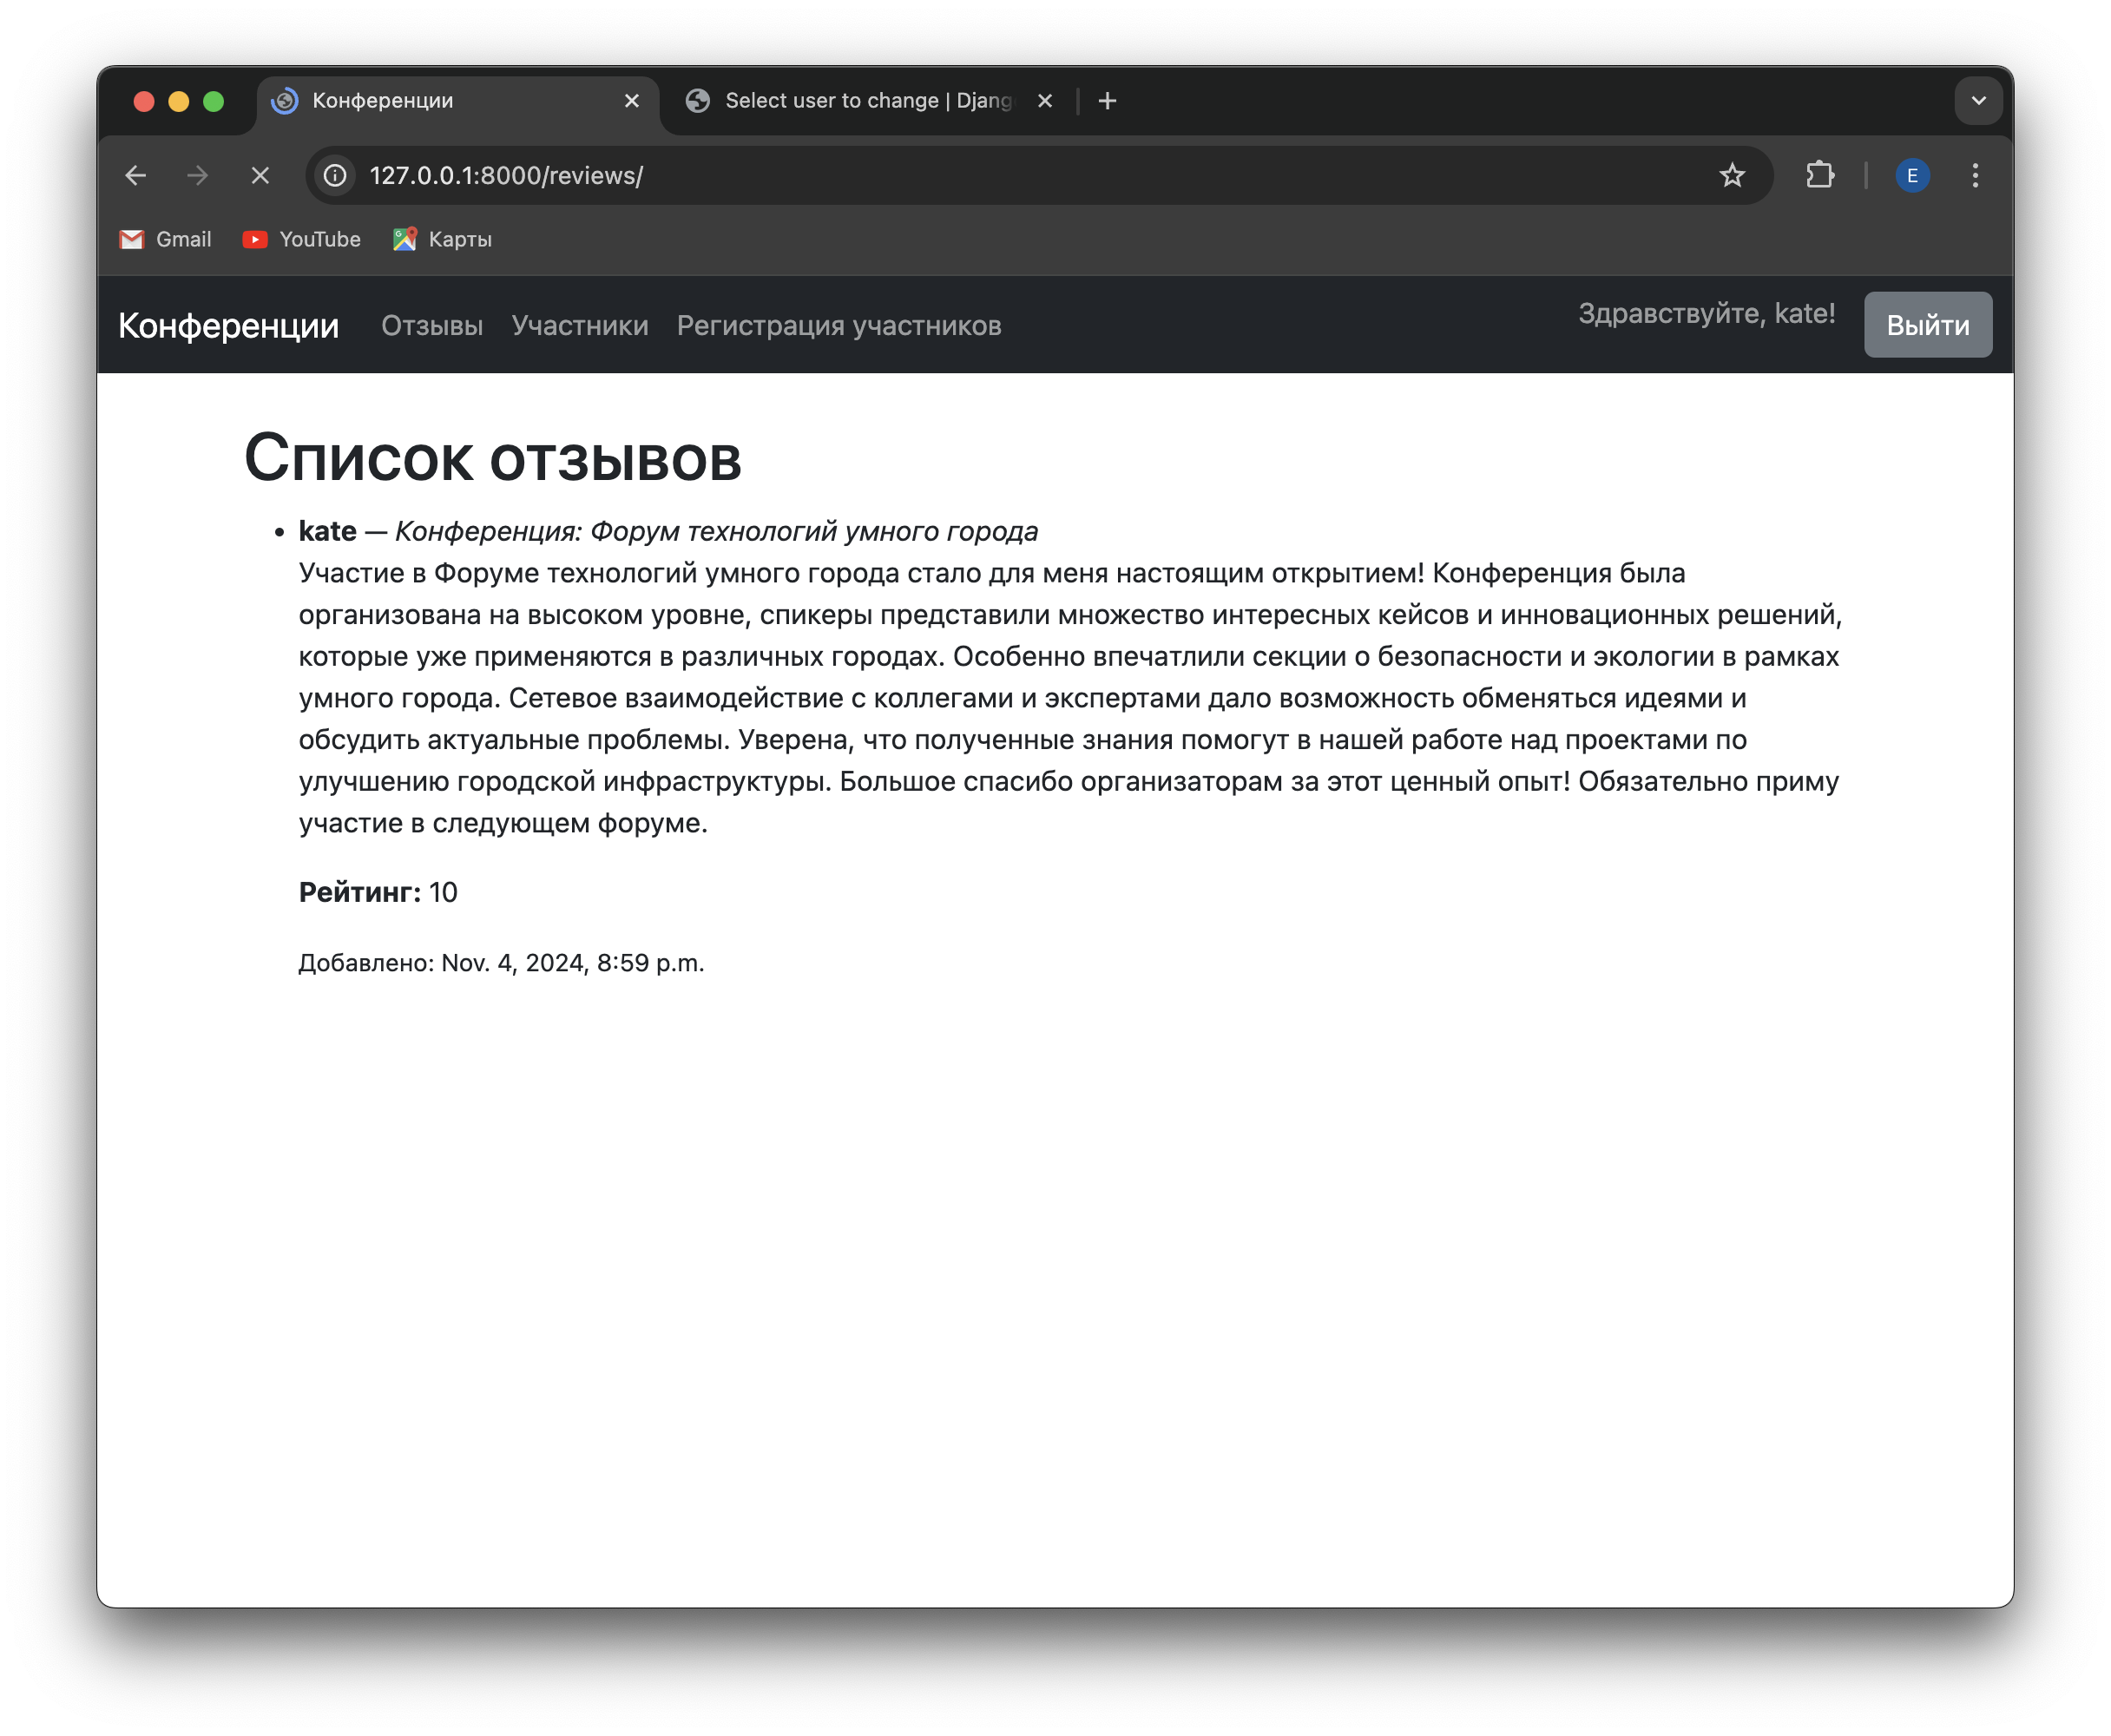 Конференции
Select user to change | Djang
127.0.0.1:8000/reviews/
E
Gmail
YouTube
Карты
Конференции
Отзывы
Участники
Регистрация участников
Здравствуйте, kate!
Выйти
Список отзывов
• kate — Конференция: Форум технологий умного города
Участие в Форуме технологий умного города стало для меня настоящим открытием! Конференция была
организована на высоком уровне, спикеры представили множество интересных кейсов и инновационных решений,
которые уже применяются в различных городах. Особенно впечатлили секции о безопасности и экологии в рамках
умного города. Сетевое взаимодействие с коллегами и экспертами дало возможность обменяться идеями и
обсудить актуальные проблемы. Уверена, что полученные знания помогут в нашей работе над проектами по
улучшению городской инфраструктуры. Большое спасибо организаторам за этот ценный опыт! Обязательно приму
участие в следующем форуме.
Рейтинг: 10
Добавлено: Nov. 4, 2024, 8:59 p.m.